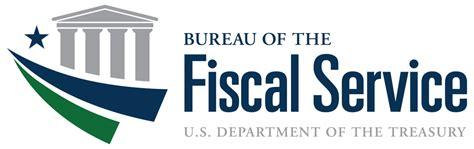 BUREAU OF THE
Fiscal Service
U.S. DEPARTMENT OF THE TREASURY